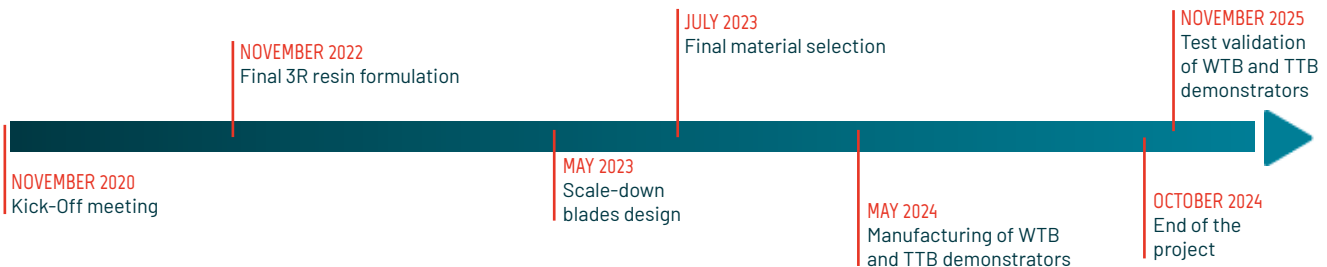 NOVEMBER 2020
Kick-Off meeting
NOVEMBER 2022
Final 3R resin formulation
MAY 2023
Scale-down
blades design
JULY 2023
Final material selection
MAY 2024
Manufacturing of WTB
and TTB demonstrators
OCTOBER 2024
End of the
project
NOVEMBER 2025
Test validation
of WTB and TTB
demonstrators